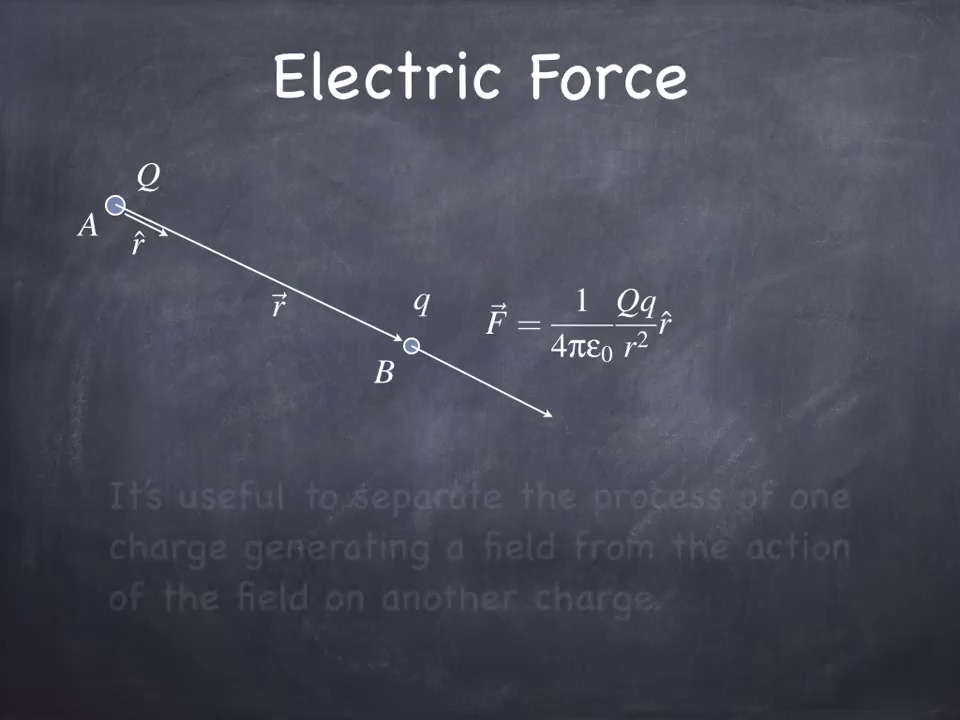 Electric Force
Q
A
r̂
r⃗
q
F⃗ = 1/(4πε₀) Qq/r² r̂
B
It's useful to separate the process of one
charge generating a field from the action
of the field on another charge.